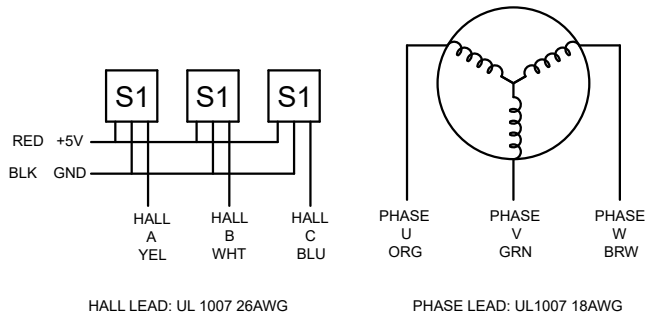 S1 S1 S1
RED +5V
BLK GND
HALL
A
YEL
HALL
B
WHT
HALL
C
BLU
PHASE
U
ORG
PHASE
V
GRN
PHASE
W
BRW
HALL LEAD: UL 1007 26AWG
PHASE LEAD: UL1007 18AWG